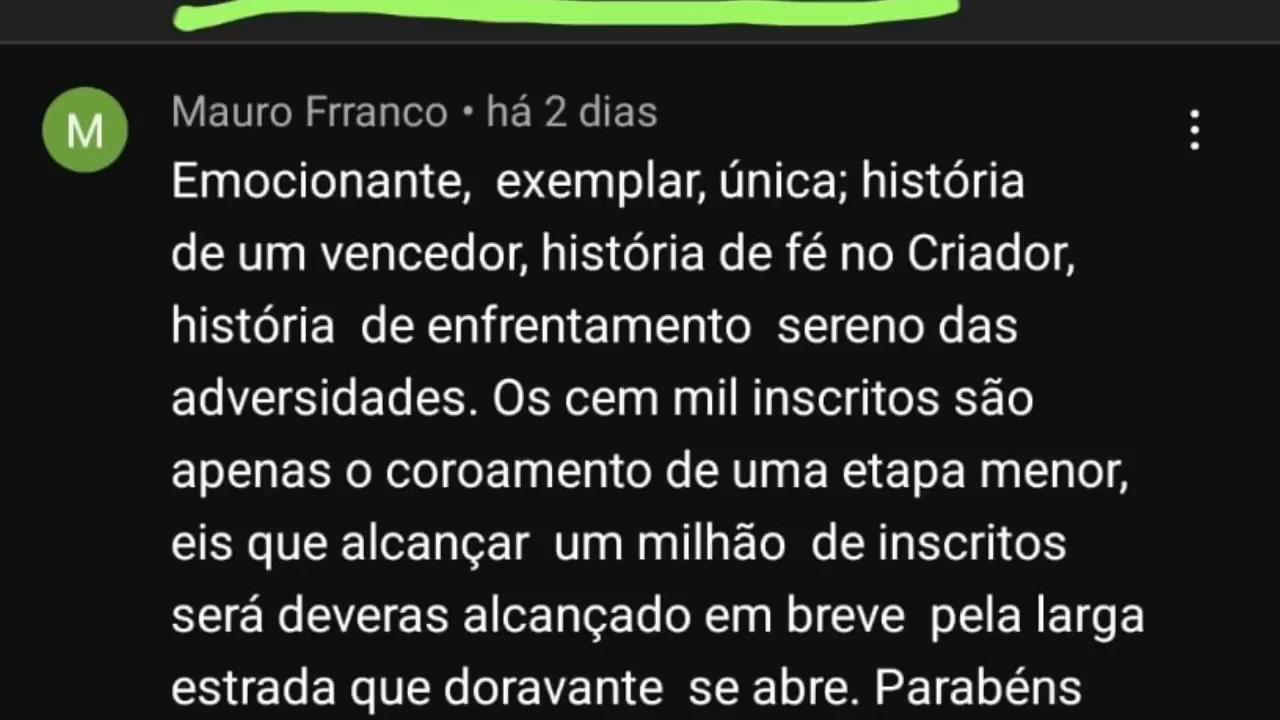 M
Mauro Frranco • há 2 dias
Emocionante, exemplar, única; história
de um vencedor, história de fé no Criador,
história de enfrentamento sereno das
adversidades. Os cem mil inscritos são
apenas o coroamento de uma etapa menor,
eis que alcançar um milhão de inscritos
será deveras alcançado em breve pela larga
estrada que doravante se abre. Parabéns